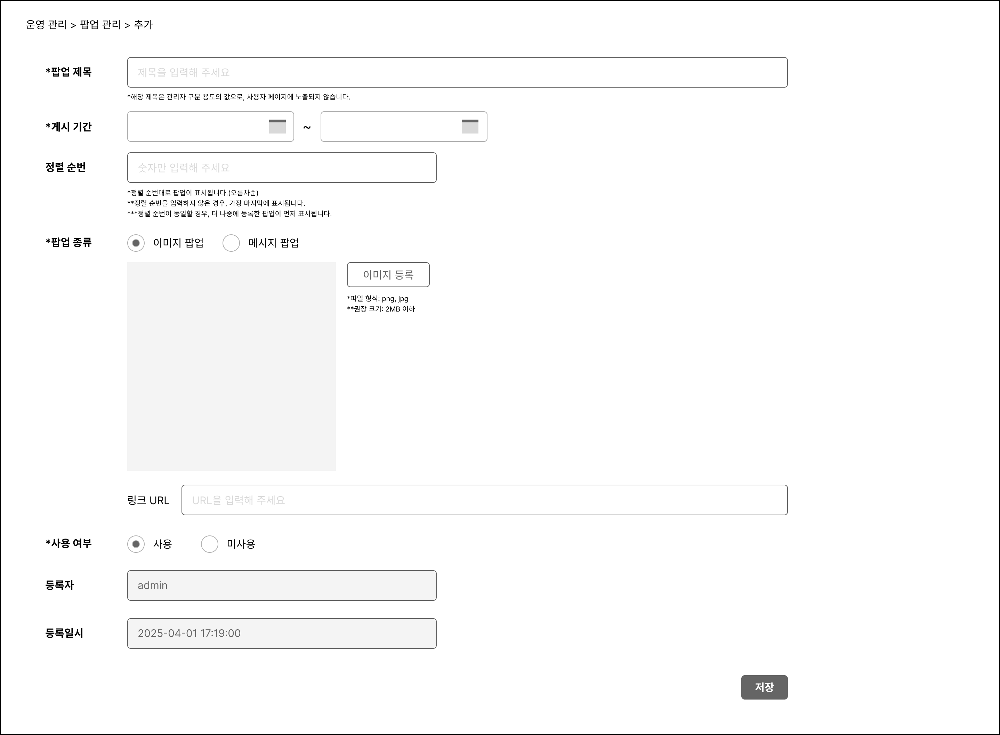 운영 관리 > 팝업 관리 > 추가
*팝업 제목
제목을 입력해 주세요
*해당 제목은 관리자 구분 용도의 값으로, 사용자 페이지에 노출되지 않습니다.
*게시 기간
~
정렬 순번
숫자만 입력해 주세요
*정렬 순번대로 팝업이 표시됩니다.(오름차순)
**정렬 순번을 입력하지 않은 경우, 가장 마지막에 표시됩니다.
***정렬 순번이 동일할 경우, 더 나중에 등록한 팝업이 먼저 표시됩니다.
*팝업 종류
이미지 팝업
메시지 팝업
이미지 등록
*파일 형식: png, jpg
**권장 크기: 2MB 이하
링크 URL
URL을 입력해 주세요
*사용 여부
사용
미사용
등록자
admin
등록일시
2025-04-01 17:19:00
저장